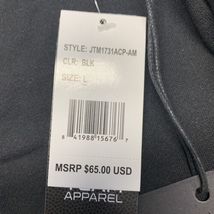 STYLE: JTM1731ACP-AM
CLR: BLK
SIZE: L
8 41988 15676 7
MSRP $65.00 USD
APPAREL